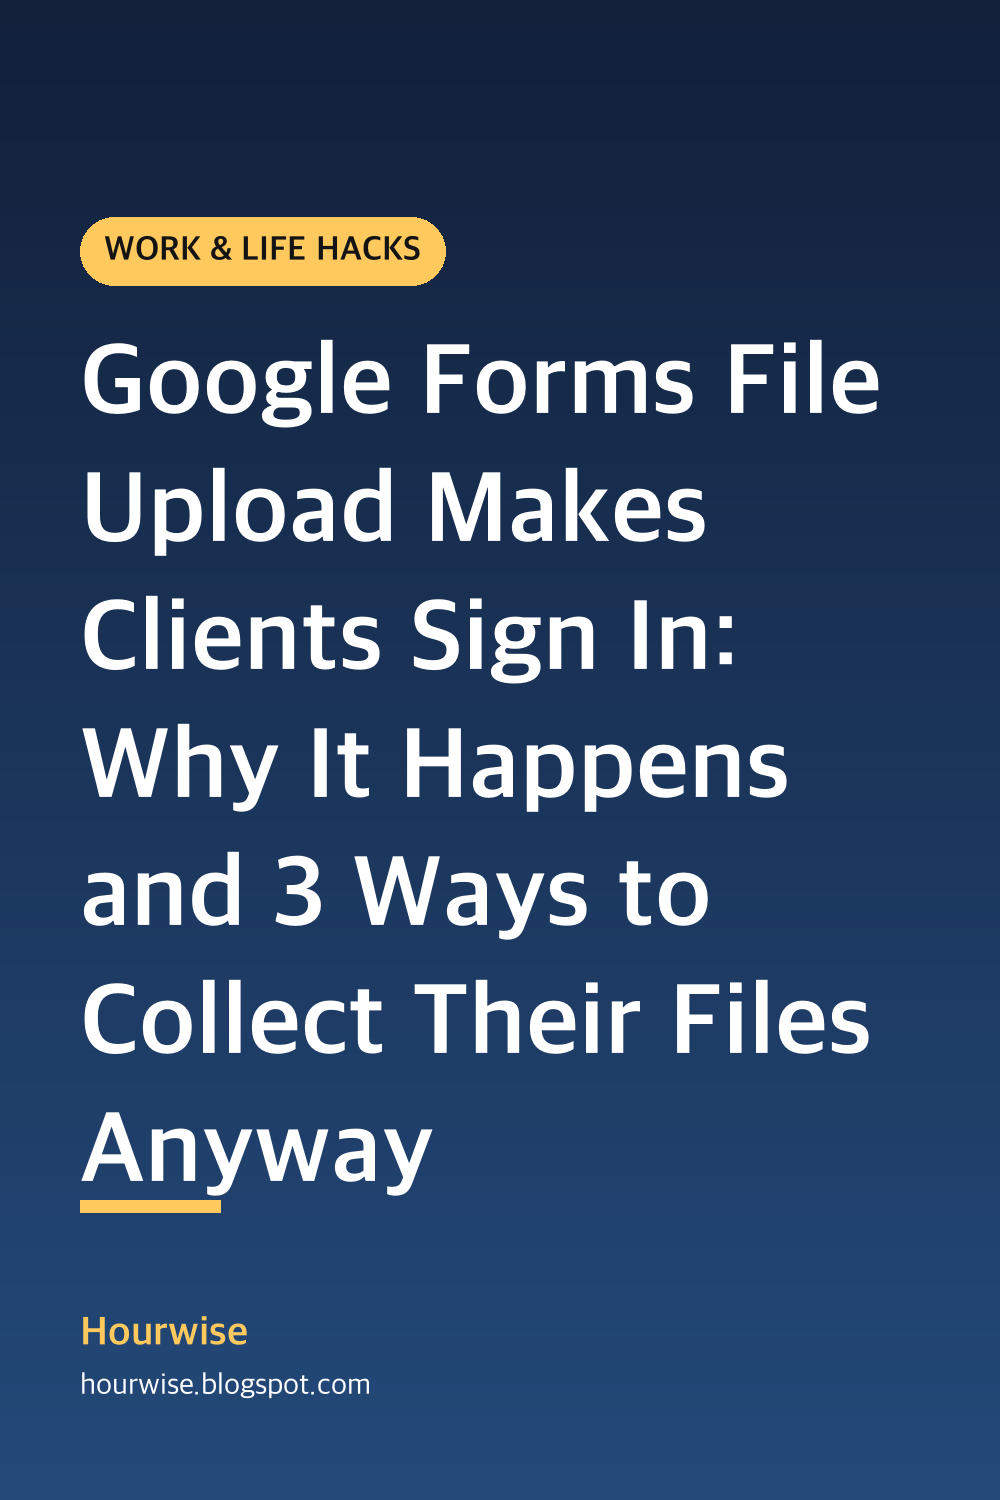 WORK & LIFE HACKS
Google Forms File
Upload Makes
Clients Sign In:
Why It Happens
and 3 Ways to
Collect Their Files
Anyway
Hourwise
hourwise.blogspot.com